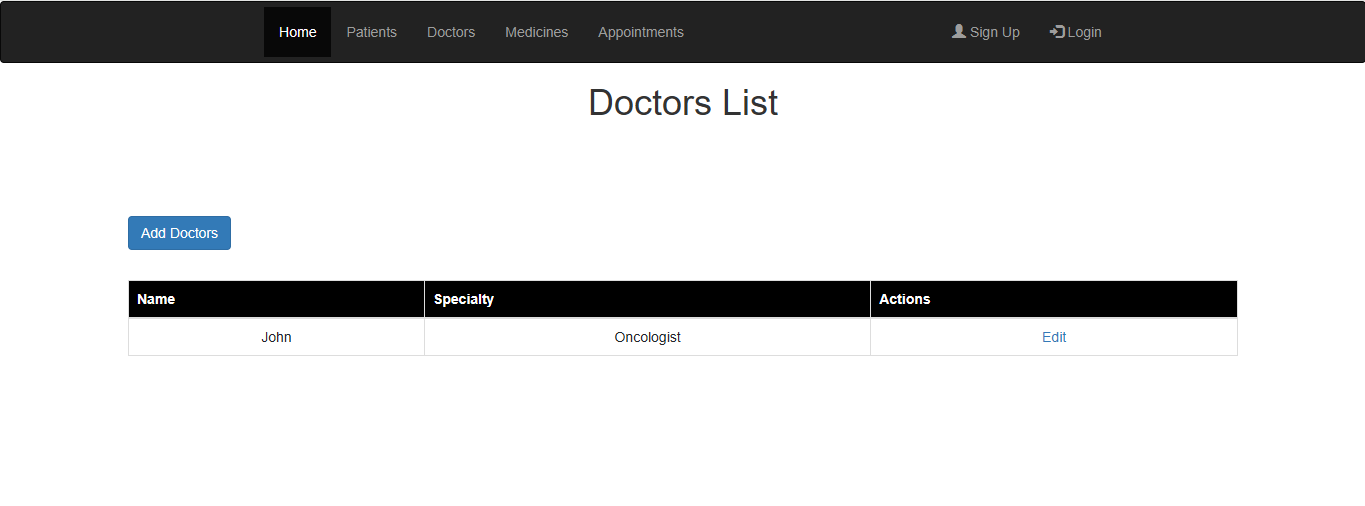 Home Patients Doctors Medicines Appointments Sign Up Login
Doctors List
Add Doctors
Name Specialty Actions
John Oncologist Edit